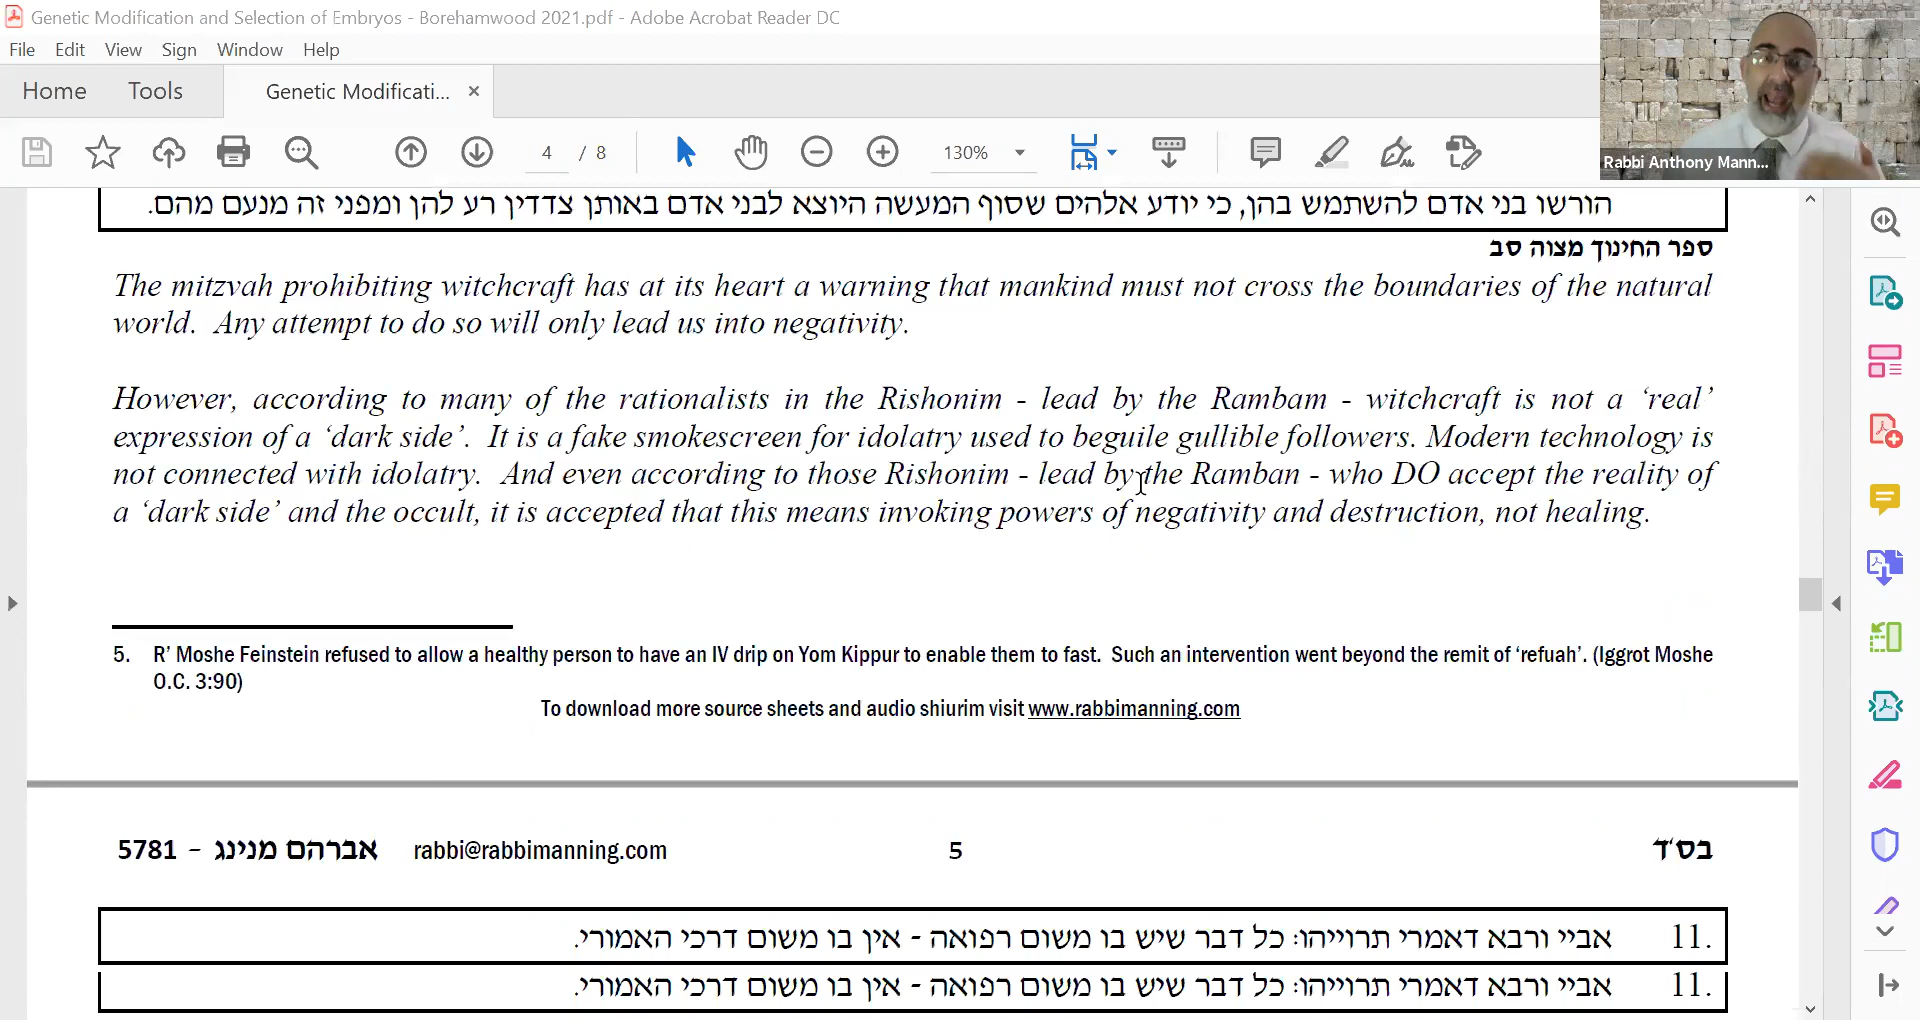 Genetic Modification and Selection of Embryos - Borehamwood 2021.pdf - Adobe Acrobat Reader DC
File Edit View Sign Window Help
Home Tools Genetic Modificati... ×
4 / 8 130%
Rabbi Anthony Mann...
הורשו בני אדם להשתמש בהן, כי יודע אלהים שסוף המעשה היוצא לבני אדם באותן צדדין רע להן ומפני זה מנעם מהם.
ספר החינוך מצוה סב
The mitzvah prohibiting witchcraft has at its heart a warning that mankind must not cross the boundaries of the natural
world. Any attempt to do so will only lead us into negativity.
However, according to many of the rationalists in the Rishonim - lead by the Rambam - witchcraft is not a ‘real’
expression of a ‘dark side’. It is a fake smokescreen for idolatry used to beguile gullible followers. Modern technology is
not connected with idolatry. And even according to those Rishonim - lead by the Ramban - who DO accept the reality of
a ‘dark side’ and the occult, it is accepted that this means invoking powers of negativity and destruction, not healing.
5. R’ Moshe Feinstein refused to allow a healthy person to have an IV drip on Yom Kippur to enable them to fast. Such an intervention went beyond the remit of ‘refuah’. (Iggrot Moshe
O.C. 3:90)
To download more source sheets and audio shiurim visit www.rabbimanning.com
5781 - אברהם מנינג rabbi@rabbimanning.com 5 בס'ד
11. אביי ורבא דאמרי תרוייהו: כל דבר שיש בו משום רפואה - אין בו משום דרכי האמורי.
11. אביי ורבא דאמרי תרוייהו: כל דבר שיש בו משום רפואה - אין בו משום דרכי האמורי.